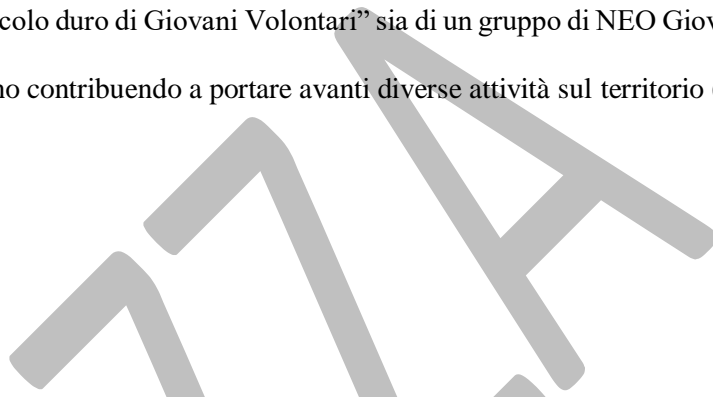 colo duro di Giovani Volontari” sia di un gruppo di NEO Giov
no contribuendo a portare avanti diverse attività sul territorio
ZZA